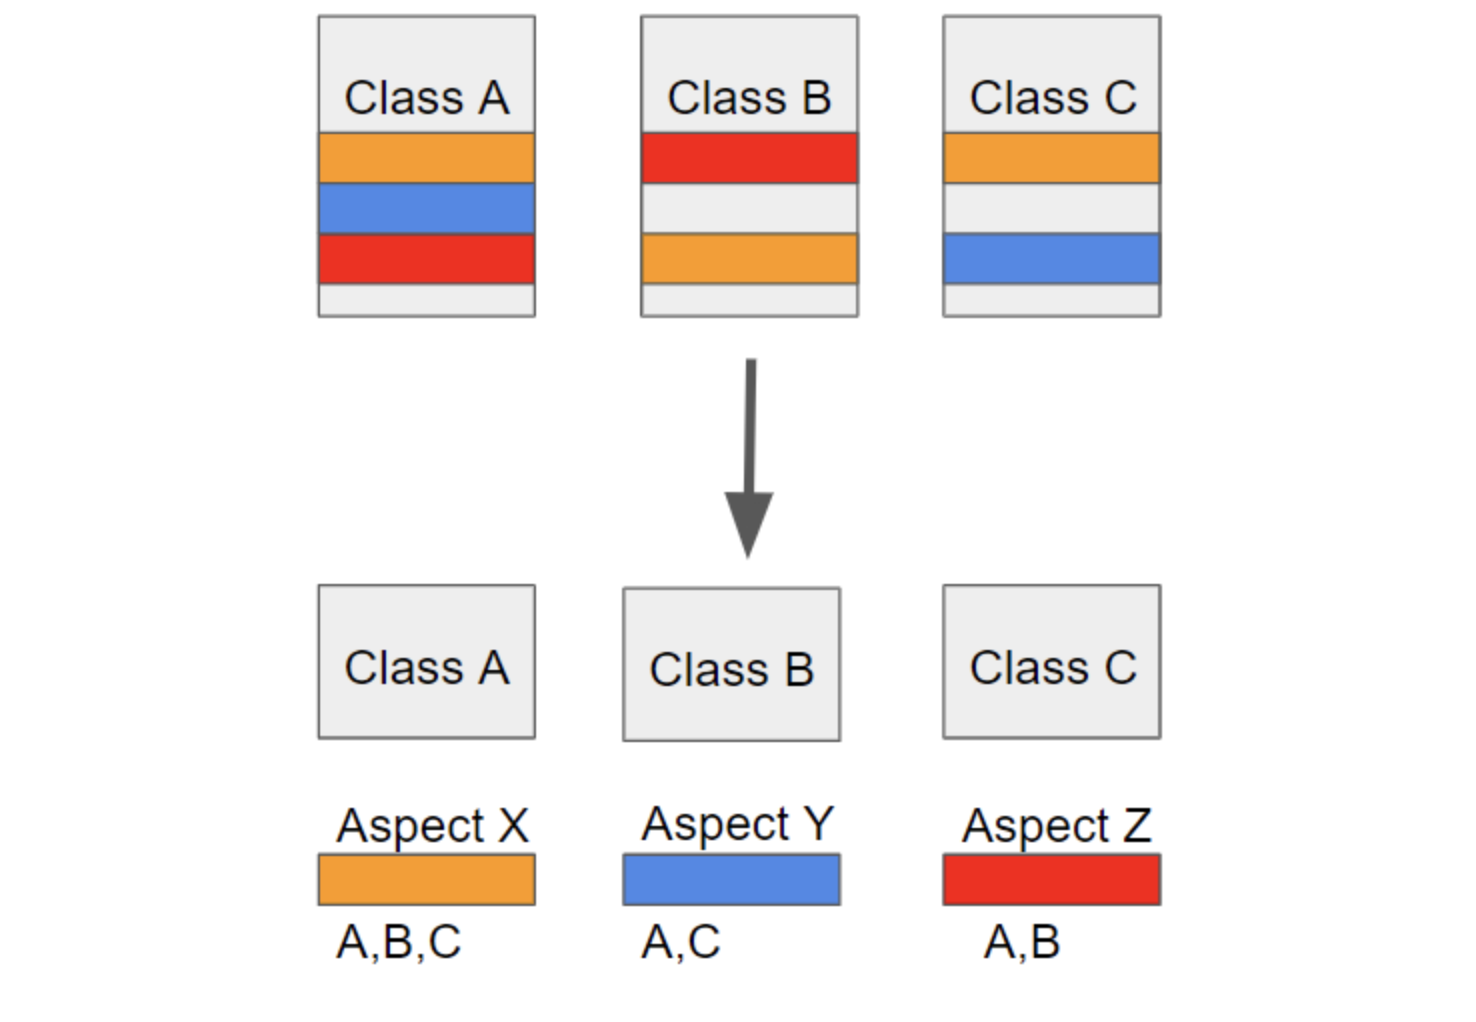 Class A
Class B
Class C
Class A
Class B
Class C
Aspect X
Aspect Y
Aspect Z
A,B,C
A,C
A,B